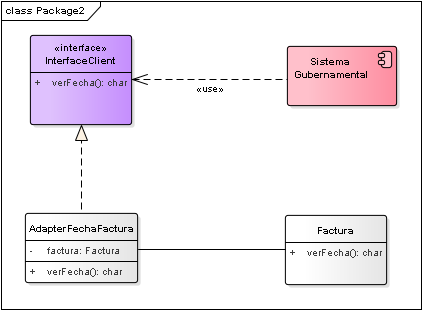 class Package2
«interface»
InterfaceClient
+ verFecha(): char
Sistema
Gubernamental
«use»
AdapterFechaFactura
- factura: Factura
+ verFecha(): char
Factura
+ verFecha(): char